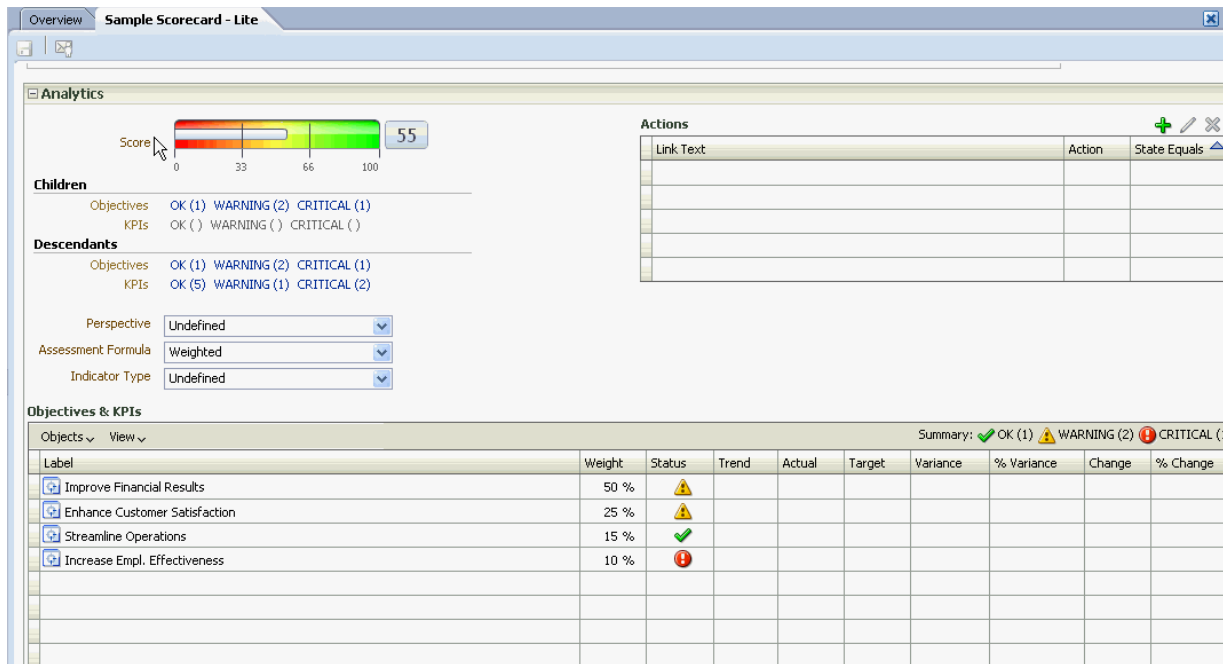 Overview Sample Scorecard - Lite
Analytics
Score 55
0 33 66 100
Children
Objectives OK (1) WARNING (2) CRITICAL (1)
KPIs OK ( ) WARNING ( ) CRITICAL ( )
Descendants
Objectives OK (1) WARNING (2) CRITICAL (1)
KPIs OK (5) WARNING (1) CRITICAL (2)
Perspective Undefined
Assessment Formula Weighted
Indicator Type Undefined
Actions
Link Text Action State Equals
Objectives & KPIs
Objects View Summary: OK (1) WARNING (2) CRITICAL (1
Label Weight Status Trend Actual Target Variance % Variance Change % Change
Improve Financial Results 50 %
Enhance Customer Satisfaction 25 %
Streamline Operations 15 %
Increase Empl. Effectiveness 10 %